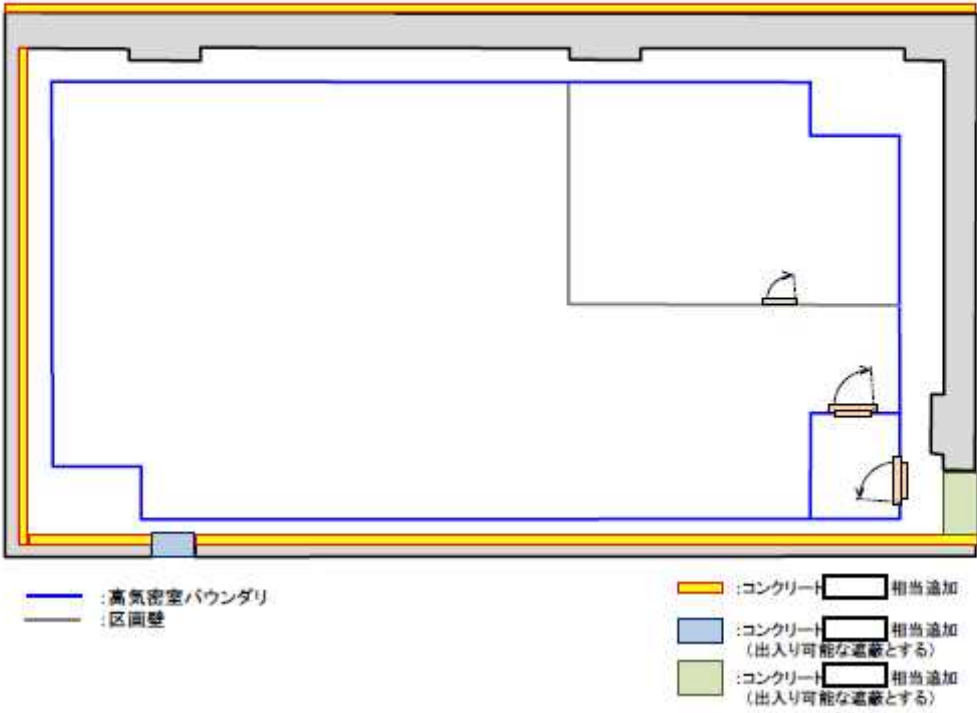 :高気密室バウンダリ
:区画壁
:コンクリート 相当追加
:コンクリート 相当追加
(出入り可能な遮蔽とする)
:コンクリート 相当追加
(出入り可能な遮蔽とする)